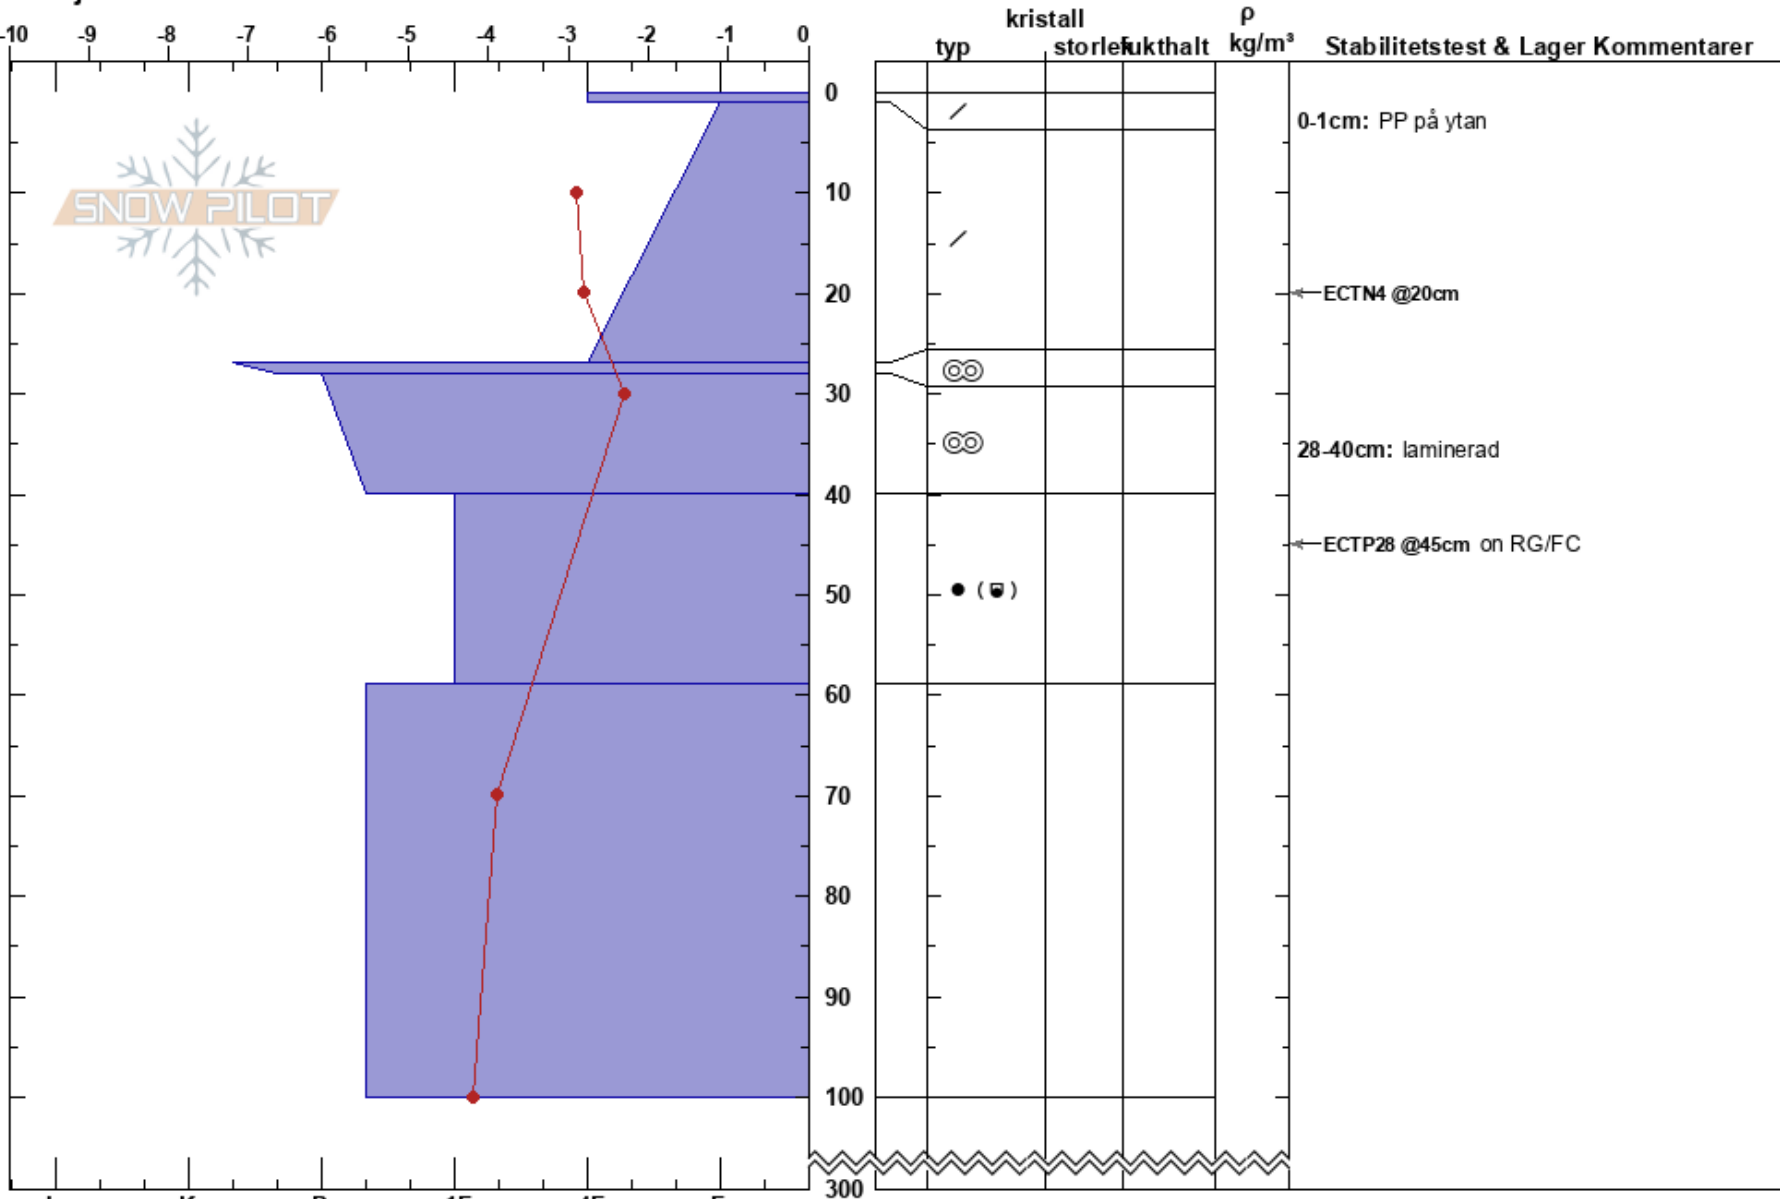 kristall
ρ
-10 -9 -8 -7 -6 -5 -4 -3 -2 -1 0
typ storlek fukthalt kg/m³ Stabilitetstest & Lager Kommentarer
0
0-1cm: PP på ytan
SNOW PILOT
10
20
ECTN4 @20cm
30
28-40cm: laminerad
40
ECTP28 @45cm on RG/FC
50
( )
60
70
80
90
100
300